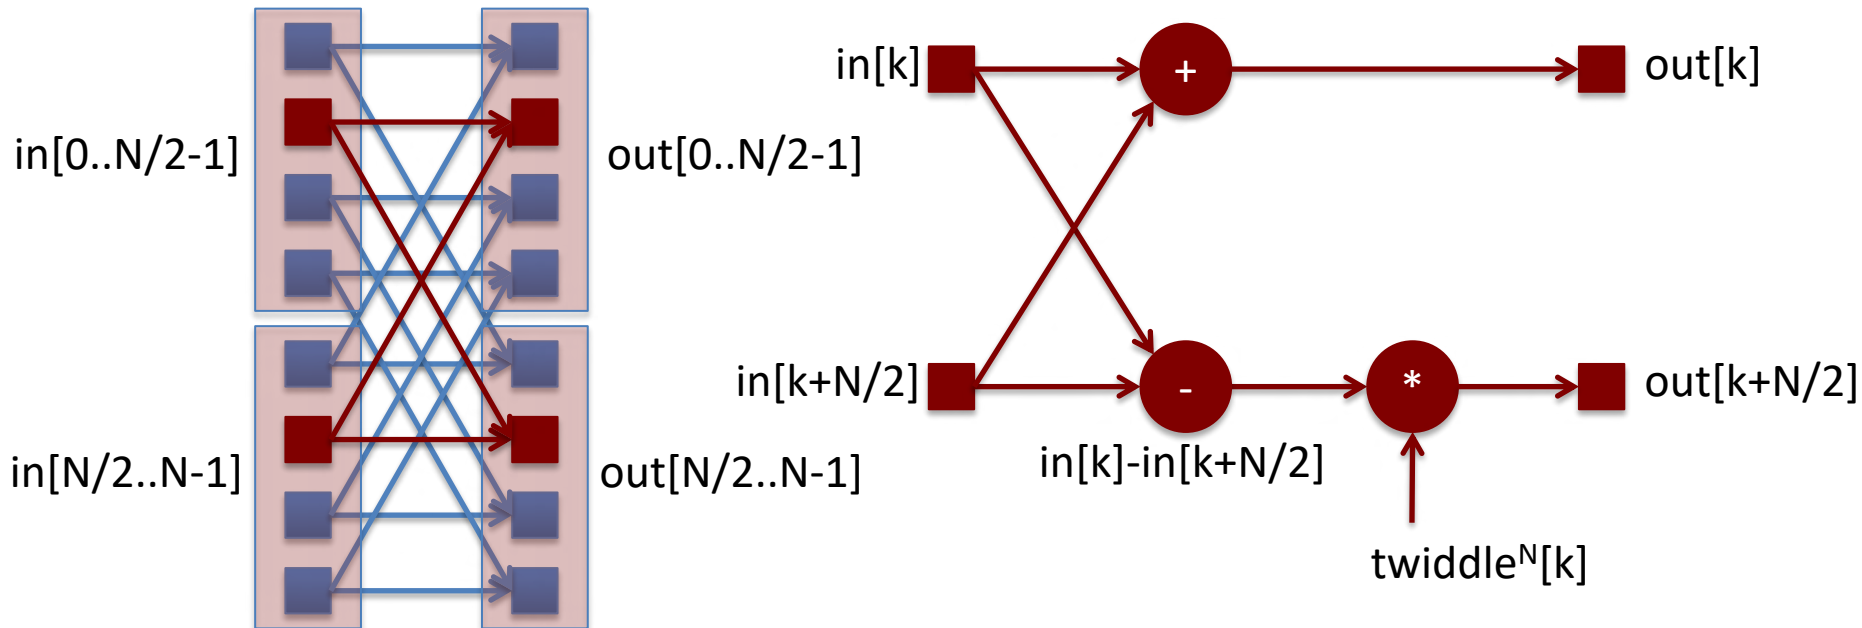 in[0..N/2-1]
out[0..N/2-1]
in[N/2..N-1]
out[N/2..N-1]
in[k]
+
out[k]
in[k+N/2]
-
*
out[k+N/2]
in[k]-in[k+N/2]
twiddleᴺ[k]